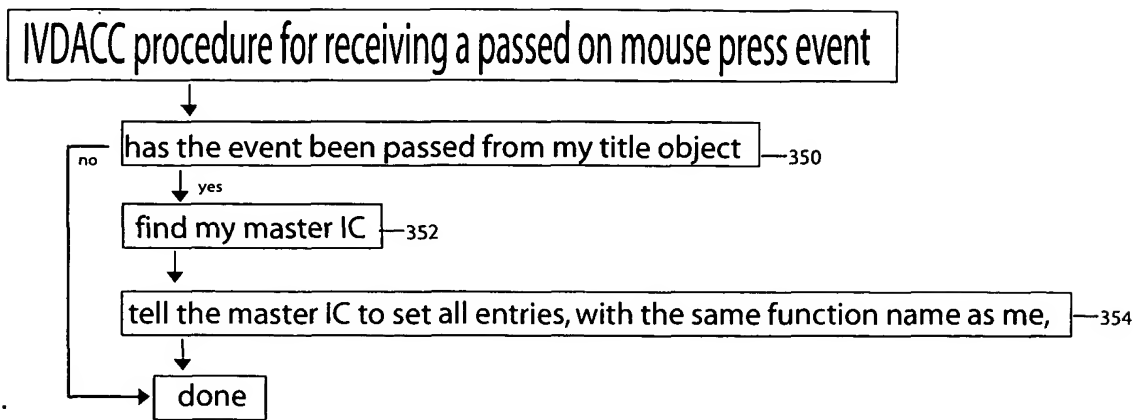 IVDACC procedure for receiving a passed on mouse press event
has the event been passed from my title object
350
no
yes
find my master IC
352
tell the master IC to set all entries, with the same function name as me,
354
done
.